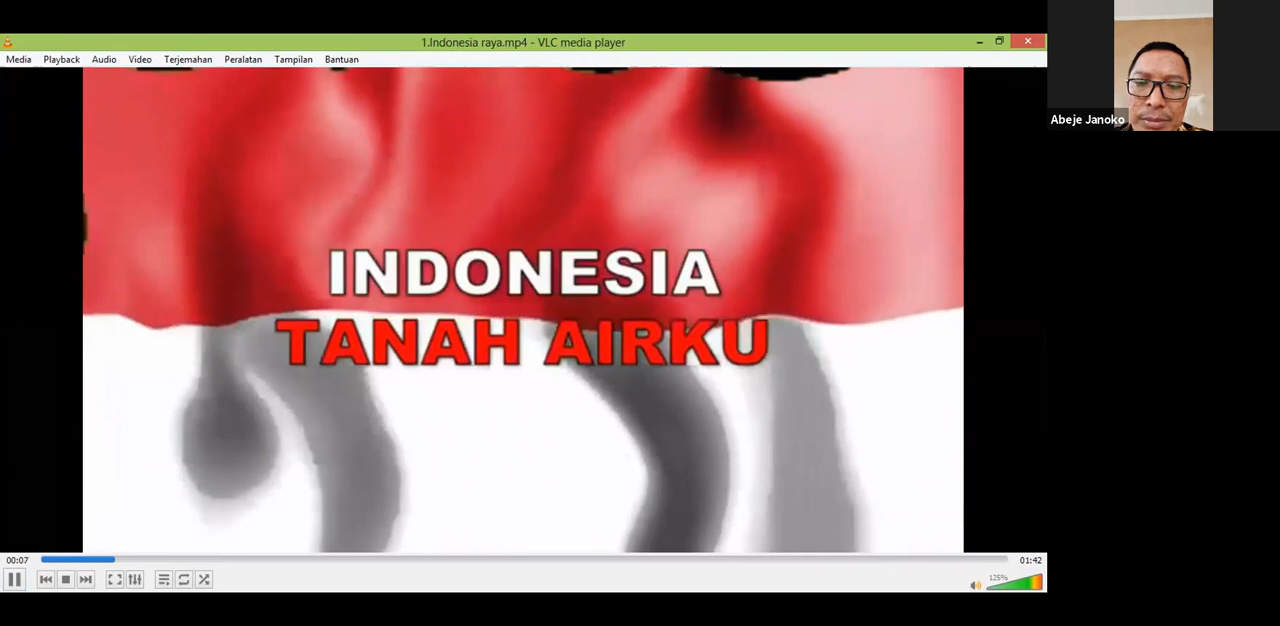 1.Indonesia raya.mp4 - VLC media player
Media Playback Audio Video Terjemahan Peralatan Tampilan Bantuan
Abeje Janoko
INDONESIA
TANAH AIRKU
00:07
01:42
125%